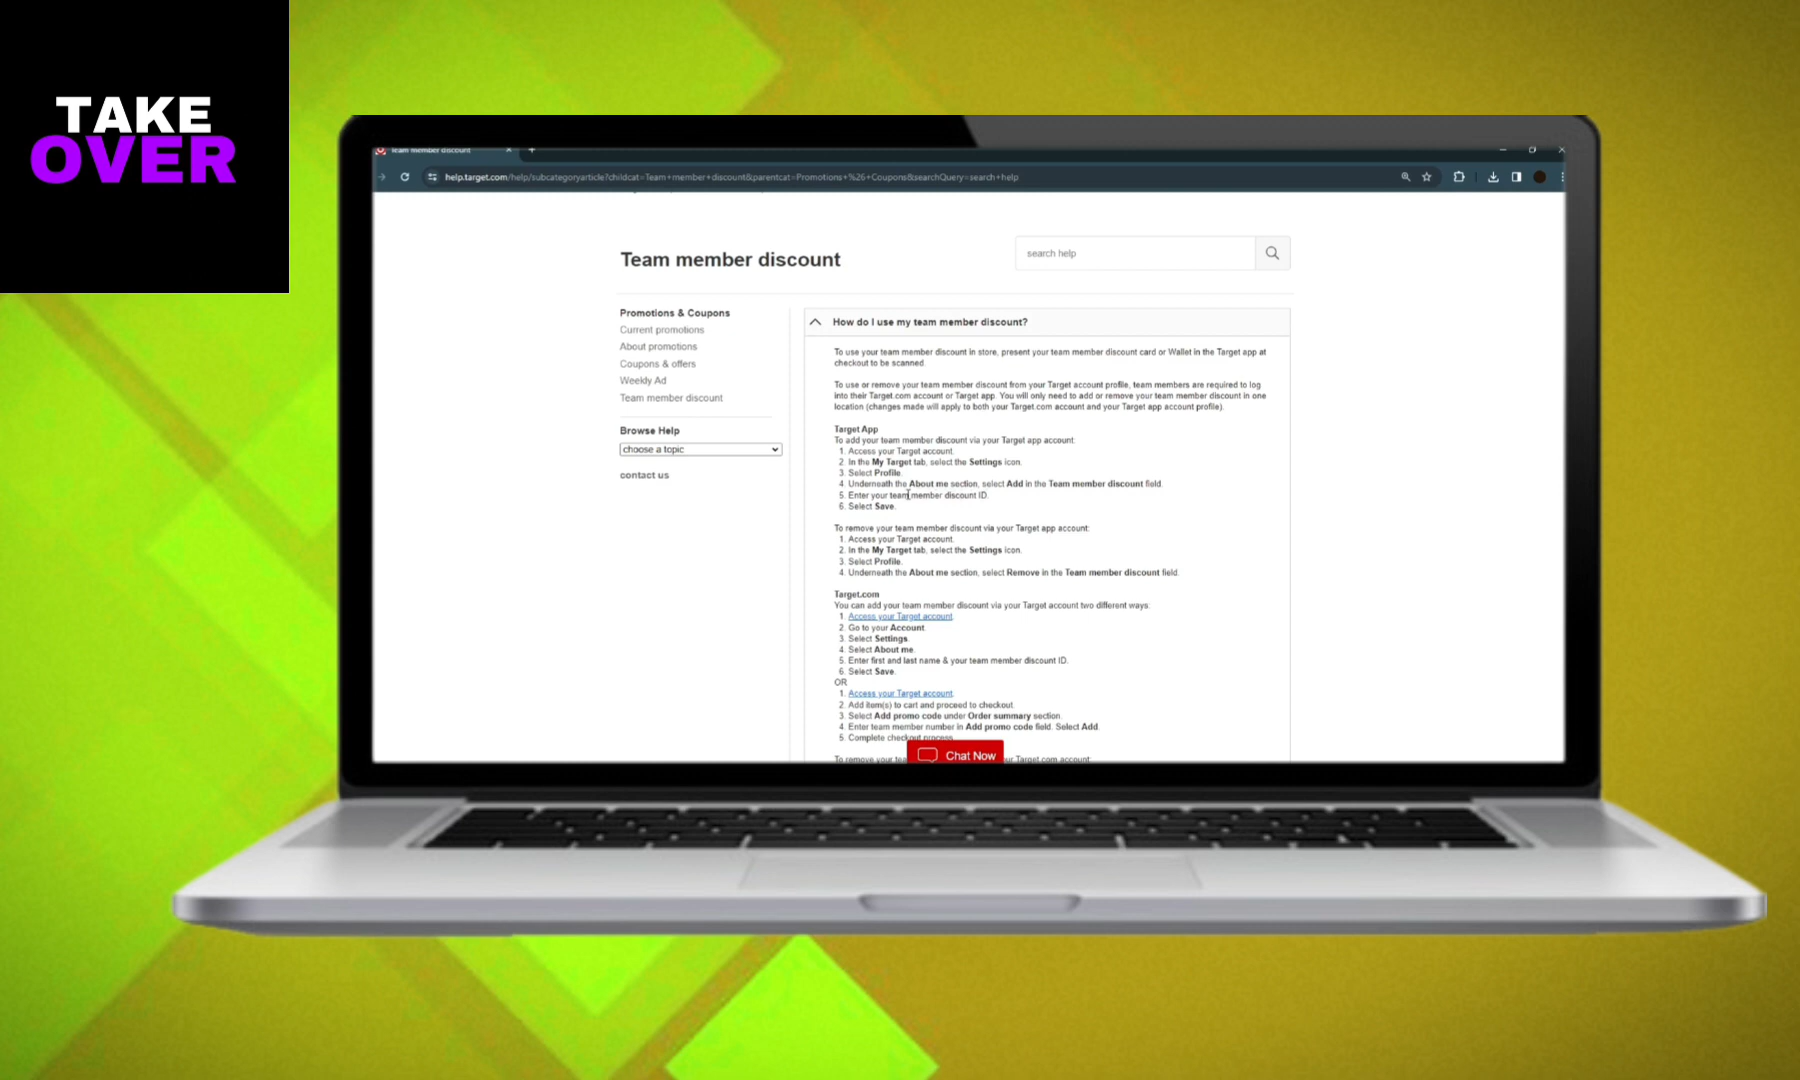 TAKE
OVER
Team member discount
help.target.com/help/subcategoryarticle?childcat=Team+member+discount&parentcat=Promotions+%26+Coupons&searchQuery=search+help
Team member discount
search help
Promotions & Coupons
Current promotions
About promotions
Coupons & offers
Weekly Ad
Team member discount
Browse Help
choose a topic
contact us
How do I use my team member discount?
To use your team member discount in store, present your team member discount card or Wallet in the Target app at
checkout to be scanned.
To use or remove your team member discount from your Target account profile, team members are required to log
into their Target.com account or Target app. You will only need to add or remove your team member discount in one
location (changes made will apply to both your Target.com account and your Target app account profile).
Target App
To add your team member discount via your Target app account:
1. Access your Target account.
2. In the My Target tab, select the Settings icon.
3. Select Profile.
4. Underneath the About me section, select Add in the Team member discount field.
5. Enter your team member discount ID.
6. Select Save.
To remove your team member discount via your Target app account:
1. Access your Target account.
2. In the My Target tab, select the Settings icon.
3. Select Profile.
4. Underneath the About me section, select Remove in the Team member discount field.
Target.com
You can add your team member discount via your Target account two different ways:
1. Access your Target account.
2. Go to your Account.
3. Select Settings.
4. Select About me.
5. Enter first and last name & your team member discount ID.
6. Select Save.
OR
1. Access your Target account.
2. Add item(s) to cart and proceed to checkout.
3. Select Add promo code under Order summary section.
4. Enter team member number in Add promo code field. Select Add.
5. Complete checkout process.
Chat Now
To remove your tea ur Target.com account: